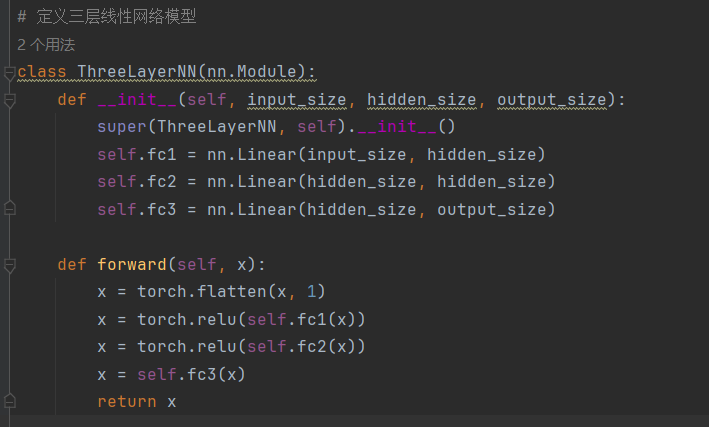 # 定义三层线性网络模型
2 个用法
class ThreeLayerNN(nn.Module):
    def __init__(self, input_size, hidden_size, output_size):
        super(ThreeLayerNN, self).__init__()
        self.fc1 = nn.Linear(input_size, hidden_size)
        self.fc2 = nn.Linear(hidden_size, hidden_size)
        self.fc3 = nn.Linear(hidden_size, output_size)

    def forward(self, x):
        x = torch.flatten(x, 1)
        x = torch.relu(self.fc1(x))
        x = torch.relu(self.fc2(x))
        x = self.fc3(x)
        return x